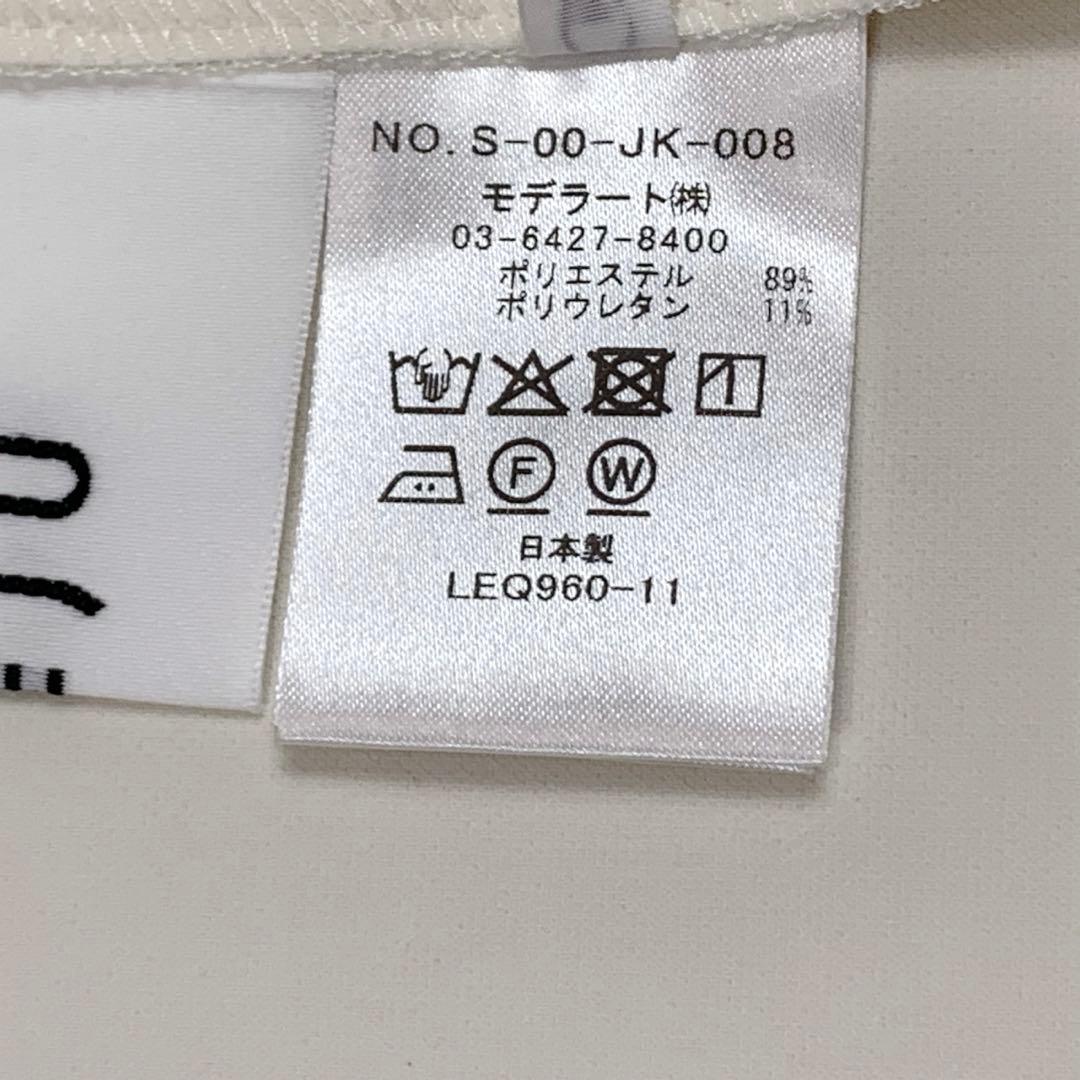 NO. S-00-JK-008
モデラート㈱
03-6427-8400
ポリエステル 89%
ポリウレタン 11%
F W
日本製
LEQ960-11